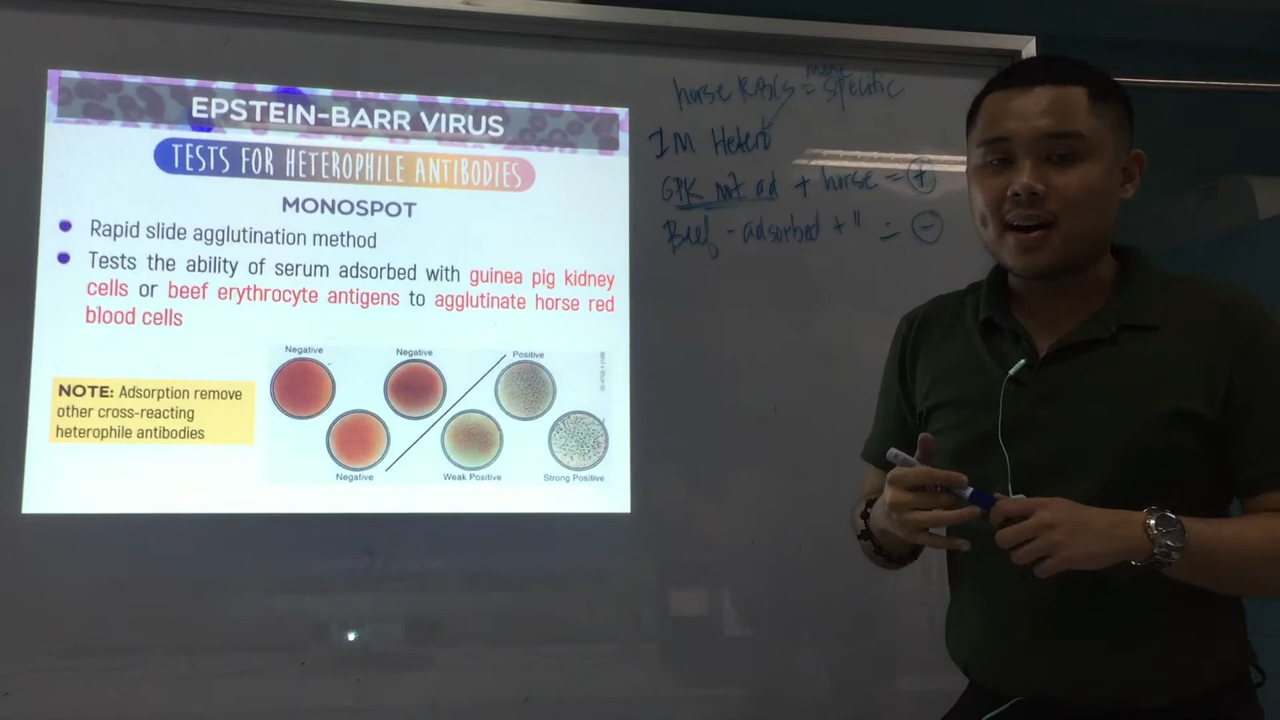 EPSTEIN-BARR VIRUS
TESTS FOR HETEROPHILE ANTIBODIES
MONOSPOT
Rapid slide agglutination method
Tests the ability of serum adsorbed with guinea pig kidney
cells or beef erythrocyte antigens to agglutinate horse red
blood cells
NOTE: Adsorption remove
other cross-reacting
heterophile antibodies
Negative
Negative
Positive
Negative
Weak Positive
Strong Positive
more
horse RBCs = specific
IM Heter
GPK not ad + horse = +
Beef - adsorbed + " = -